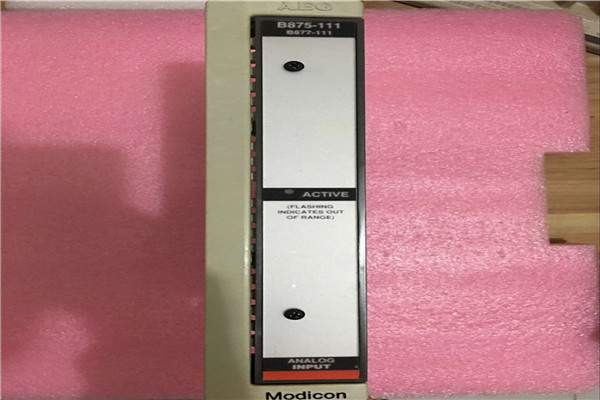 AEG
B875-111
B877-111
ACTIVE
(FLASHING
INDICATES OUT
OF RANGE)
ANALOG
INPUT
Modicon